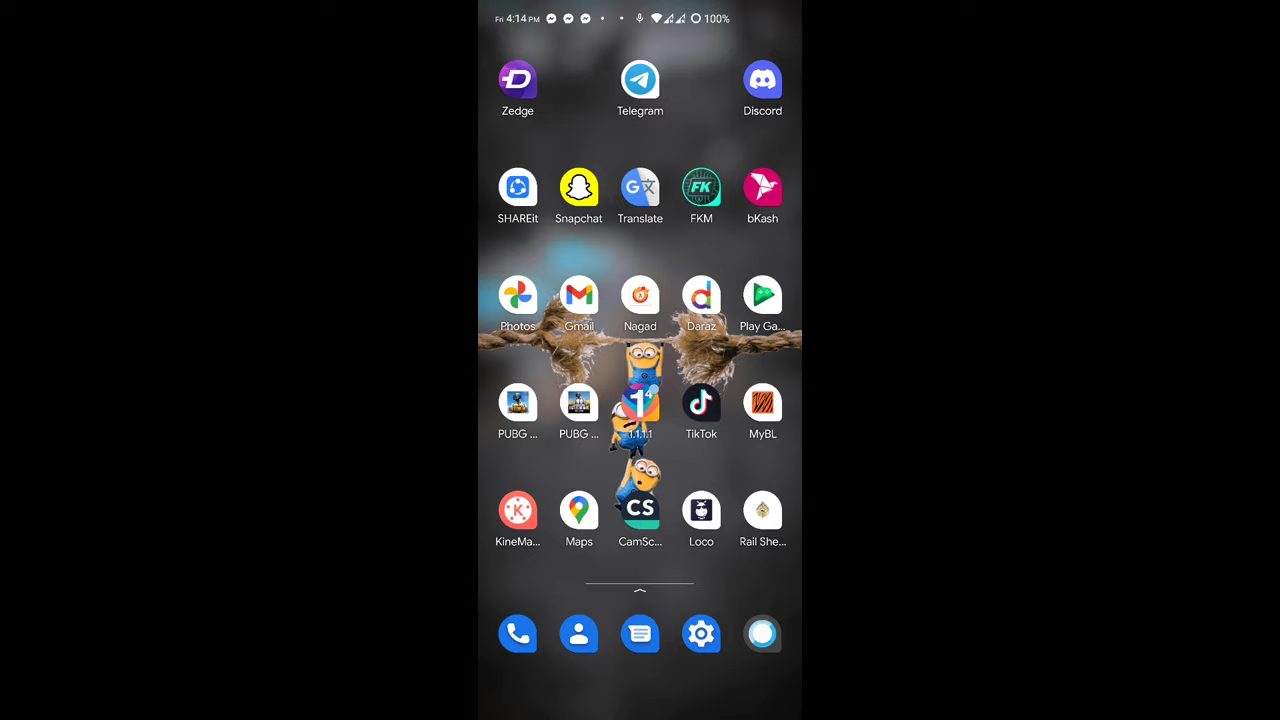 Fri 4:14 PM 100%
Zedge Telegram Discord
SHAREit Snapchat Translate FKM bKash
Photos Gmail Nagad Daraz Play Ga...
PUBG ... PUBG ... 1.1.1.1 TikTok MyBL
KineMa... Maps CamSc... Loco Rail She...